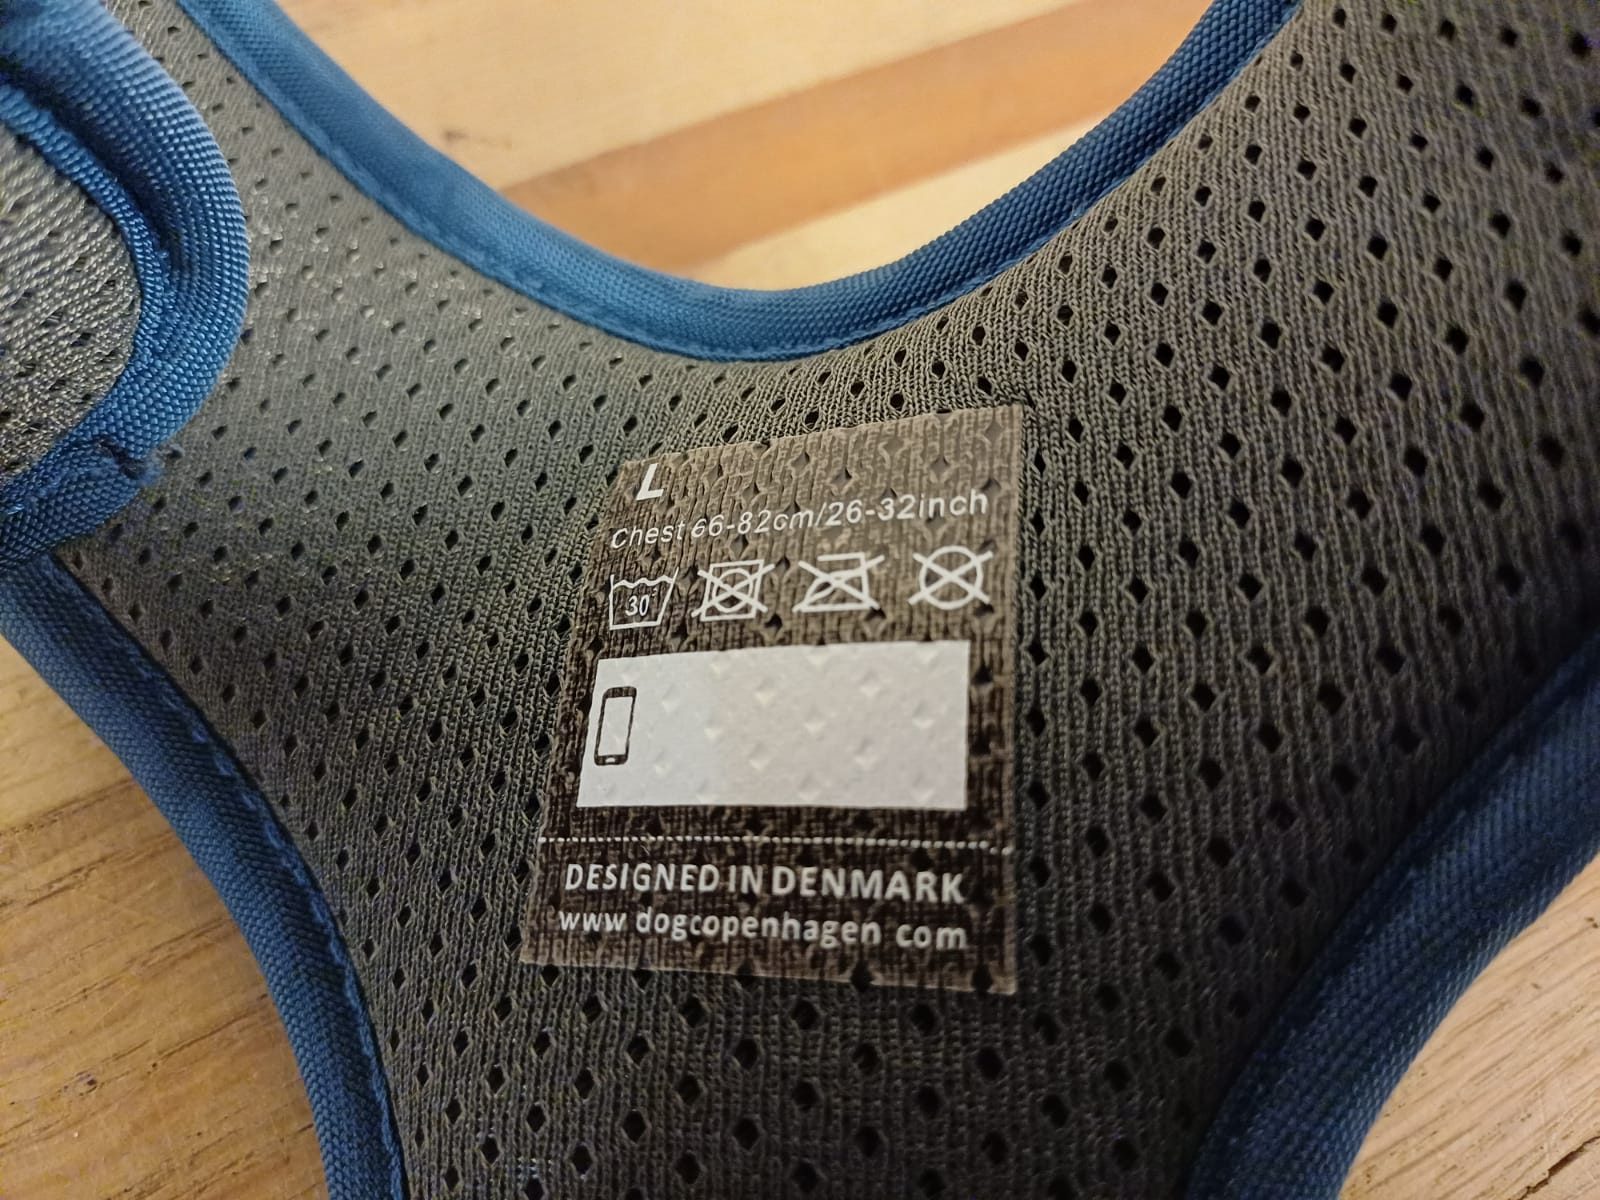 L
Chest 66-82cm/26-32inch
30°
DESIGNED IN DENMARK
www dogcopenhagen com